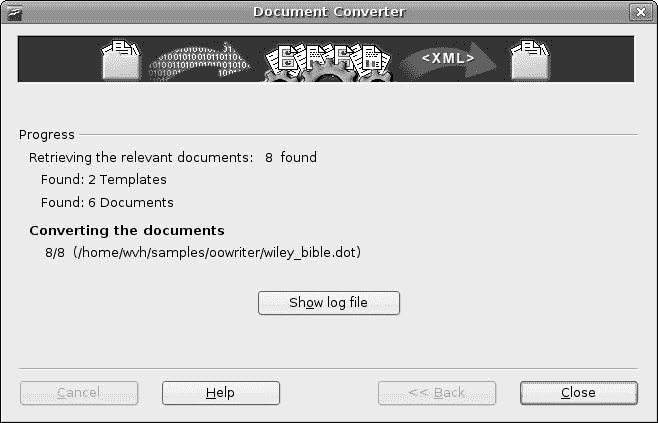 Document Converter
<XML>
Progress
Retrieving the relevant documents: 8 found
Found: 2 Templates
Found: 6 Documents
Converting the documents
8/8 (/home/wvh/samples/oowriter/wiley_bible.dot)
Show log file
Cancel
Help
<< Back
Close